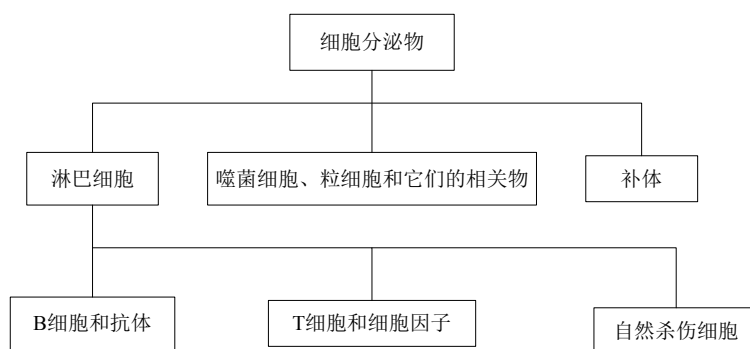 细胞分泌物
淋巴细胞
噬菌细胞、粒细胞和它们的相关物
补体
B细胞和抗体
T细胞和细胞因子
自然杀伤细胞